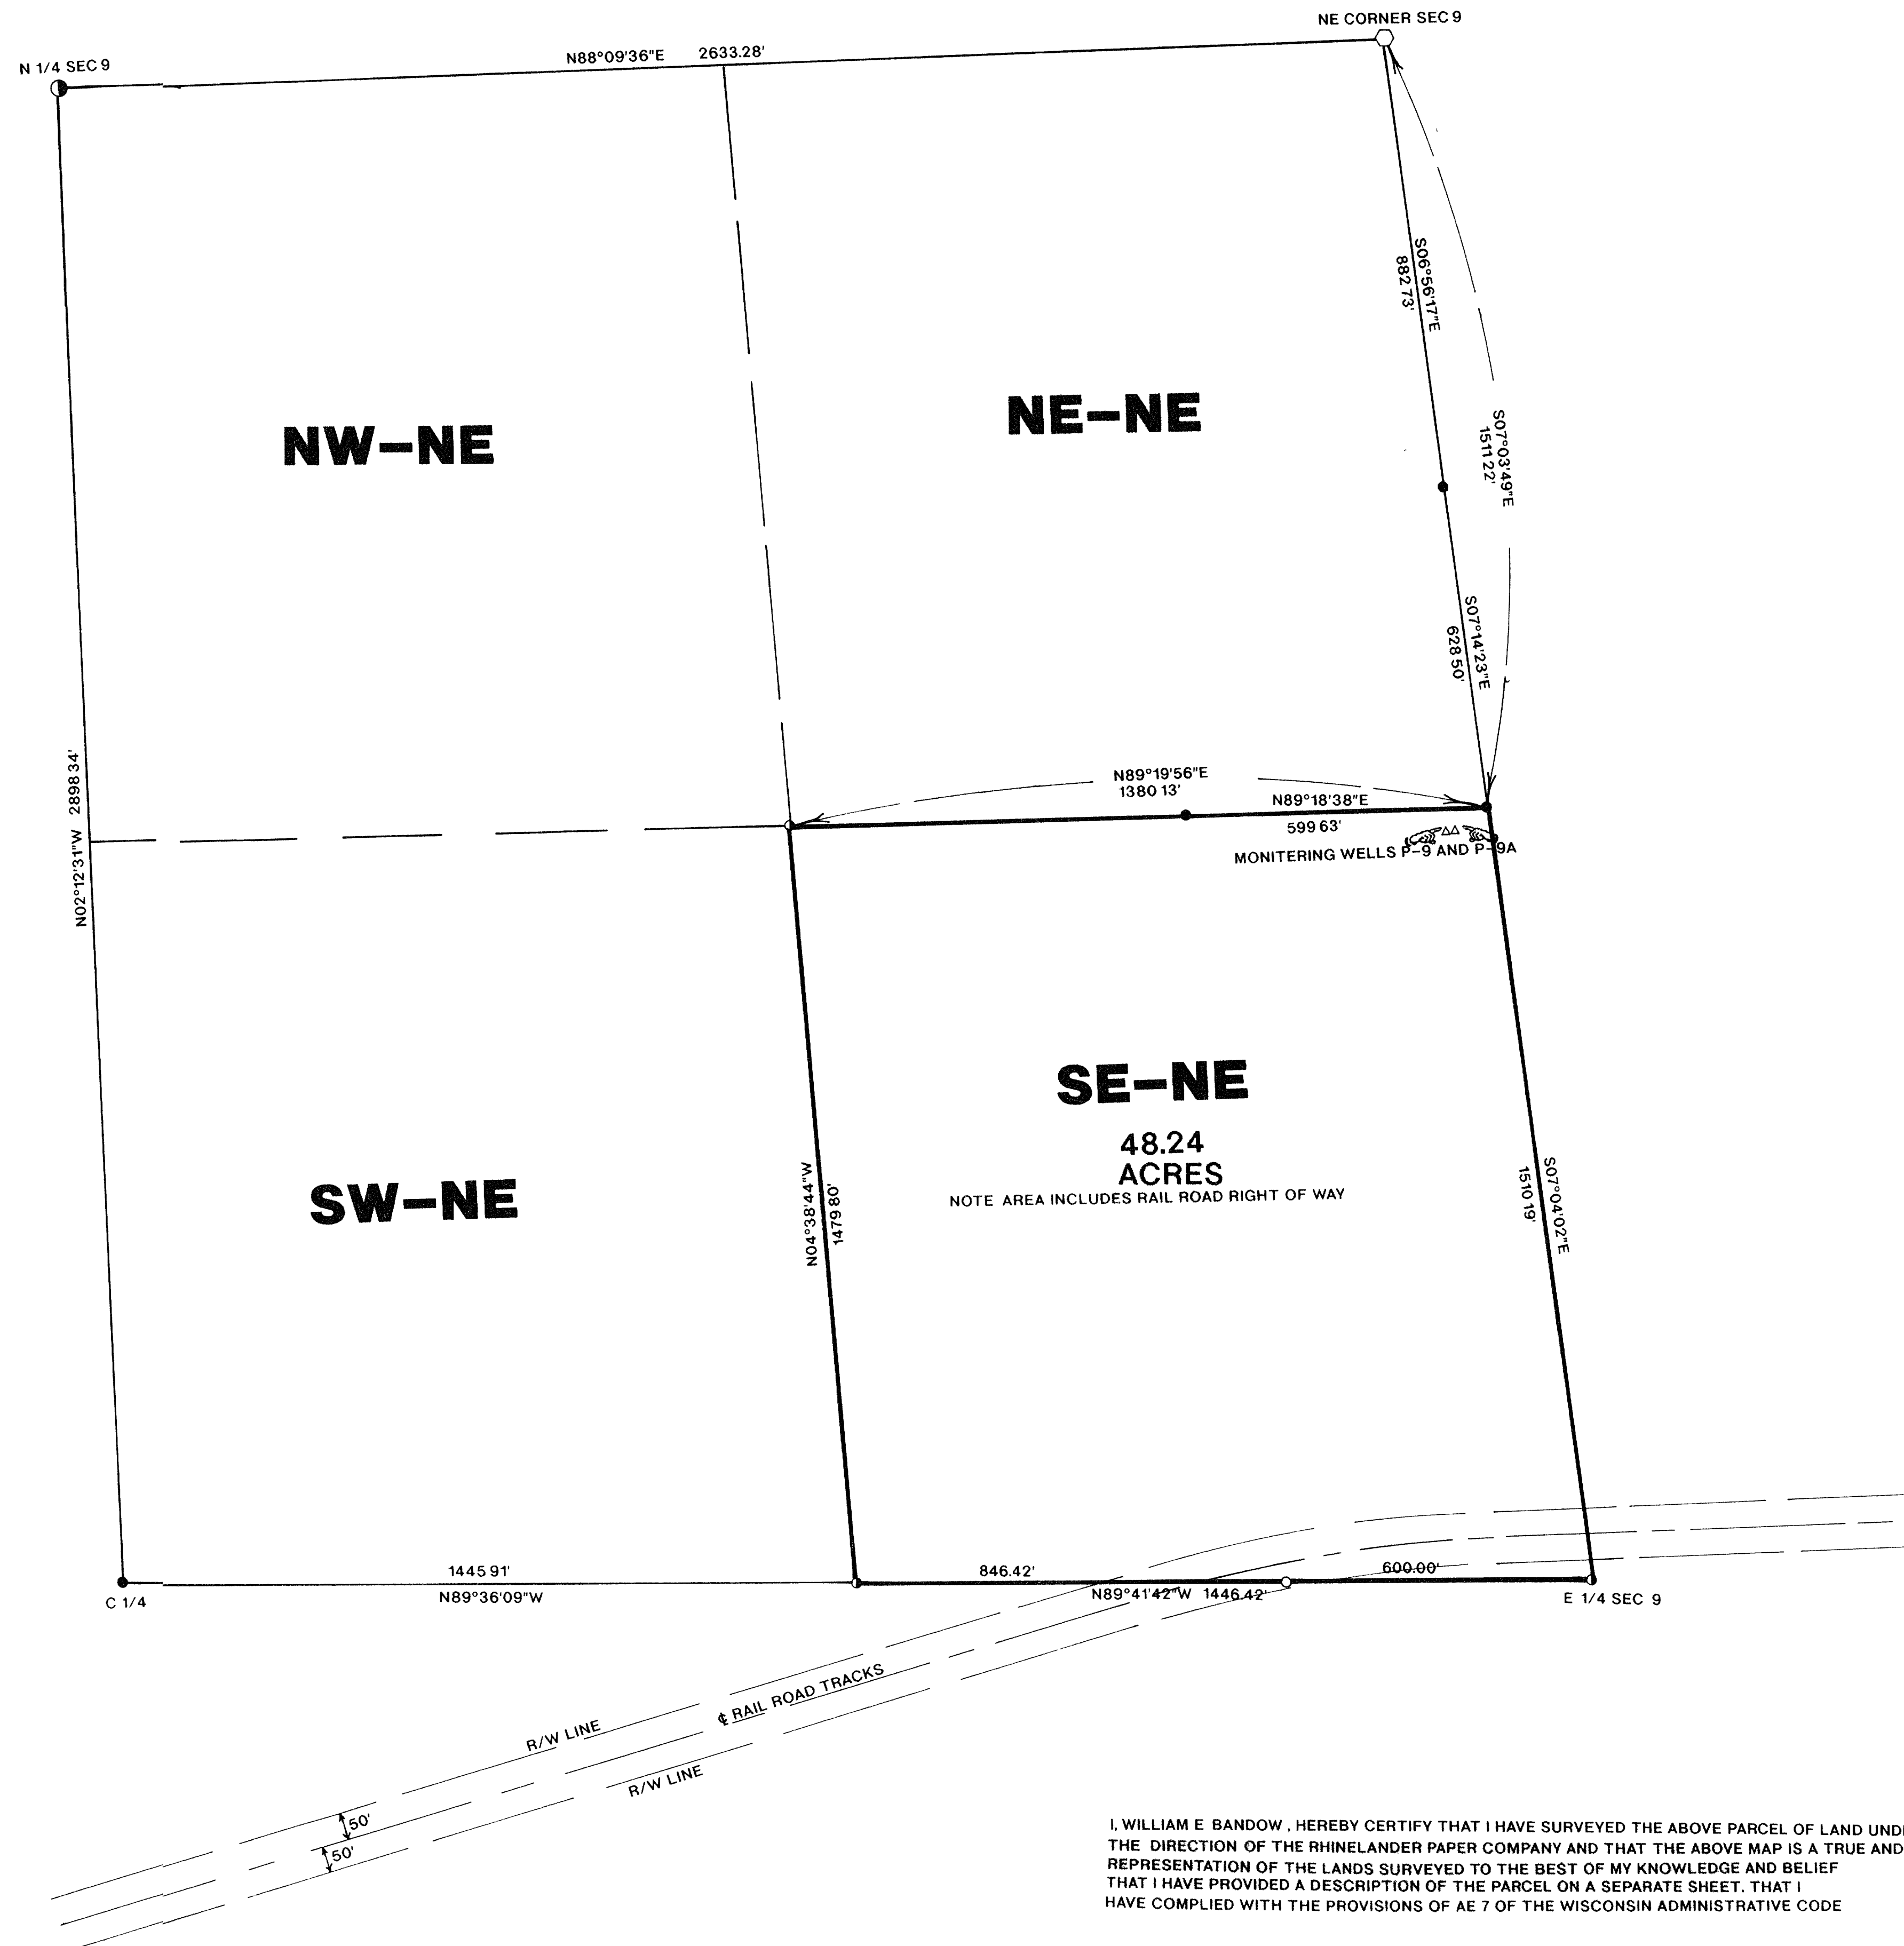 NE CORNER SEC 9
N 1/4 SEC 9
N88°09'36"E 2633.28'
S06°56'17"E
882 73'
NE-NE
NW-NE
S07°03'49"E
1511 22'
S07°14'23"E
628 50'
N02°12'31"W 2898 34'
N89°19'56"E
1380 13'
N89°18'38"E
599 63'
MONITERING WELLS P-9 AND P-9A
SE-NE
48.24
ACRES
NOTE AREA INCLUDES RAIL ROAD RIGHT OF WAY
SW-NE
N04°38'44"W
1479 80'
S07°04'02"E
1510 19'
1445 91'
N89°36'09"W
C 1/4
846.42'
600.00'
N89°41'42"W 1446.42'
E 1/4 SEC 9
R/W LINE
℄ RAIL ROAD TRACKS
R/W LINE
50'
50'
I, WILLIAM E BANDOW , HEREBY CERTIFY THAT I HAVE SURVEYED THE ABOVE PARCEL OF LAND UND
THE DIRECTION OF THE RHINELANDER PAPER COMPANY AND THAT THE ABOVE MAP IS A TRUE AND
REPRESENTATION OF THE LANDS SURVEYED TO THE BEST OF MY KNOWLEDGE AND BELIEF
THAT I HAVE PROVIDED A DESCRIPTION OF THE PARCEL ON A SEPARATE SHEET. THAT I
HAVE COMPLIED WITH THE PROVISIONS OF AE 7 OF THE WISCONSIN ADMINISTRATIVE CODE